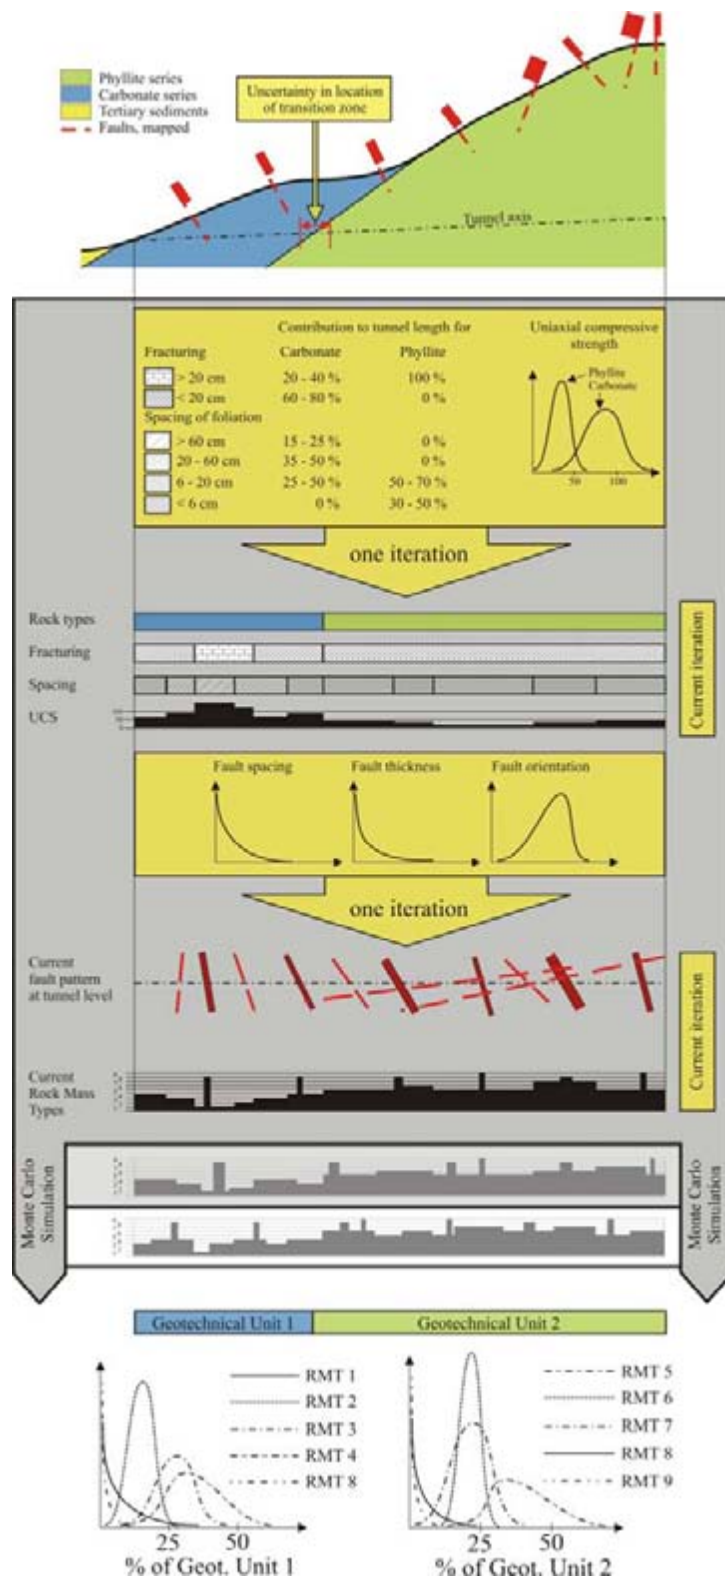 Phyllite series
Carbonate series
Tertiary sediments
Faults, mapped
Uncertainty in location
of transition zone
Tunnel axis
Contribution to tunnel length for
Fracturing Carbonate Phyllite
> 20 cm 20 - 40 % 100 %
< 20 cm 60 - 80 % 0 %
Spacing of foliation
> 60 cm 15 - 25 % 0 %
20 - 60 cm 35 - 50 % 0 %
6 - 20 cm 25 - 50 % 50 - 70 %
< 6 cm 0 % 30 - 50 %
Uniaxial compressive
strength
Phyllite
Carbonate
50 100
one iteration
Rock types
Fracturing
Spacing
UCS
Current iteration
Fault spacing Fault thickness Fault orientation
one iteration
Current
fault pattern
at tunnel level
Current
Rock Mass
Types
Current iteration
Monte Carlo
Simulation
Monte Carlo
Simulation
Geotechnical Unit 1 Geotechnical Unit 2
RMT 1
RMT 2
RMT 3
RMT 4
RMT 8
25 50
% of Geot. Unit 1
RMT 5
RMT 6
RMT 7
RMT 8
RMT 9
25 50
% of Geot. Unit 2